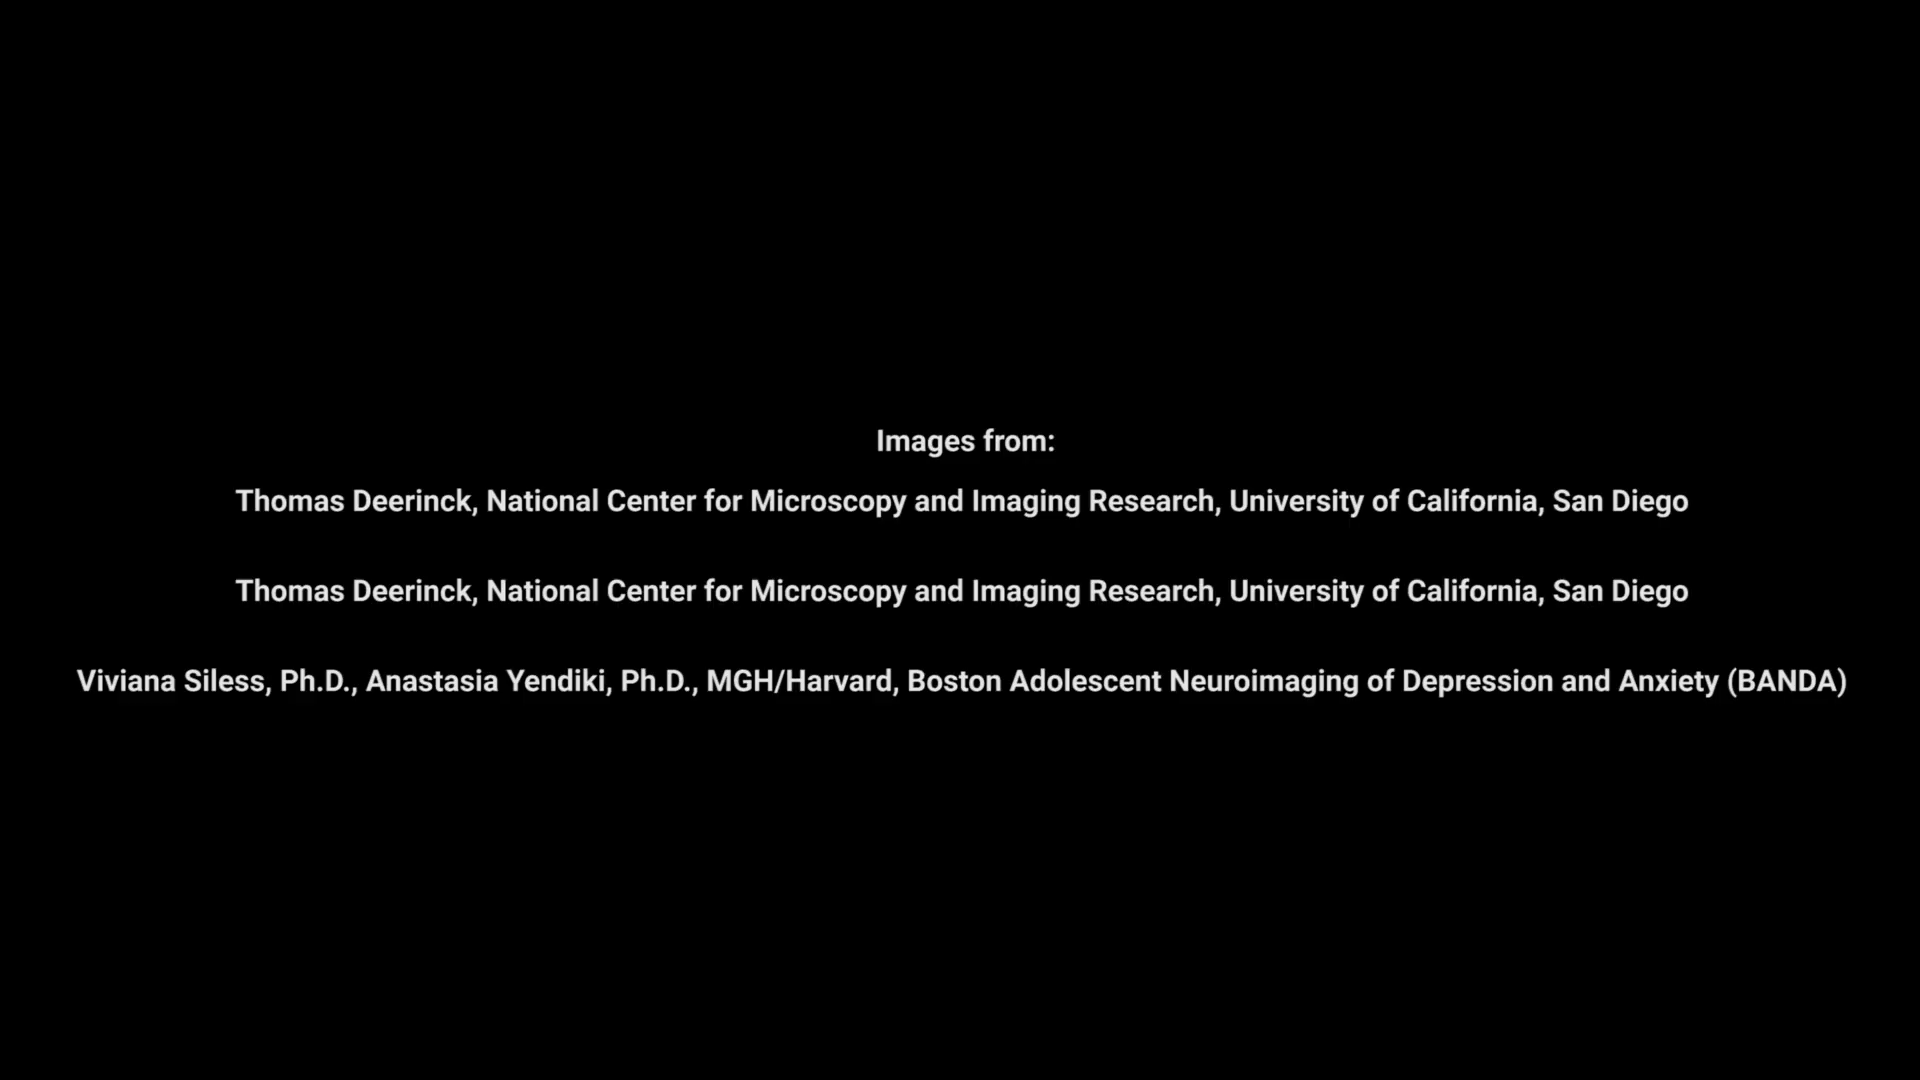 Images from:
Thomas Deerinck, National Center for Microscopy and Imaging Research, University of California, San Diego
Thomas Deerinck, National Center for Microscopy and Imaging Research, University of California, San Diego
Viviana Siless, Ph.D., Anastasia Yendiki, Ph.D., MGH/Harvard, Boston Adolescent Neuroimaging of Depression and Anxiety (BANDA)